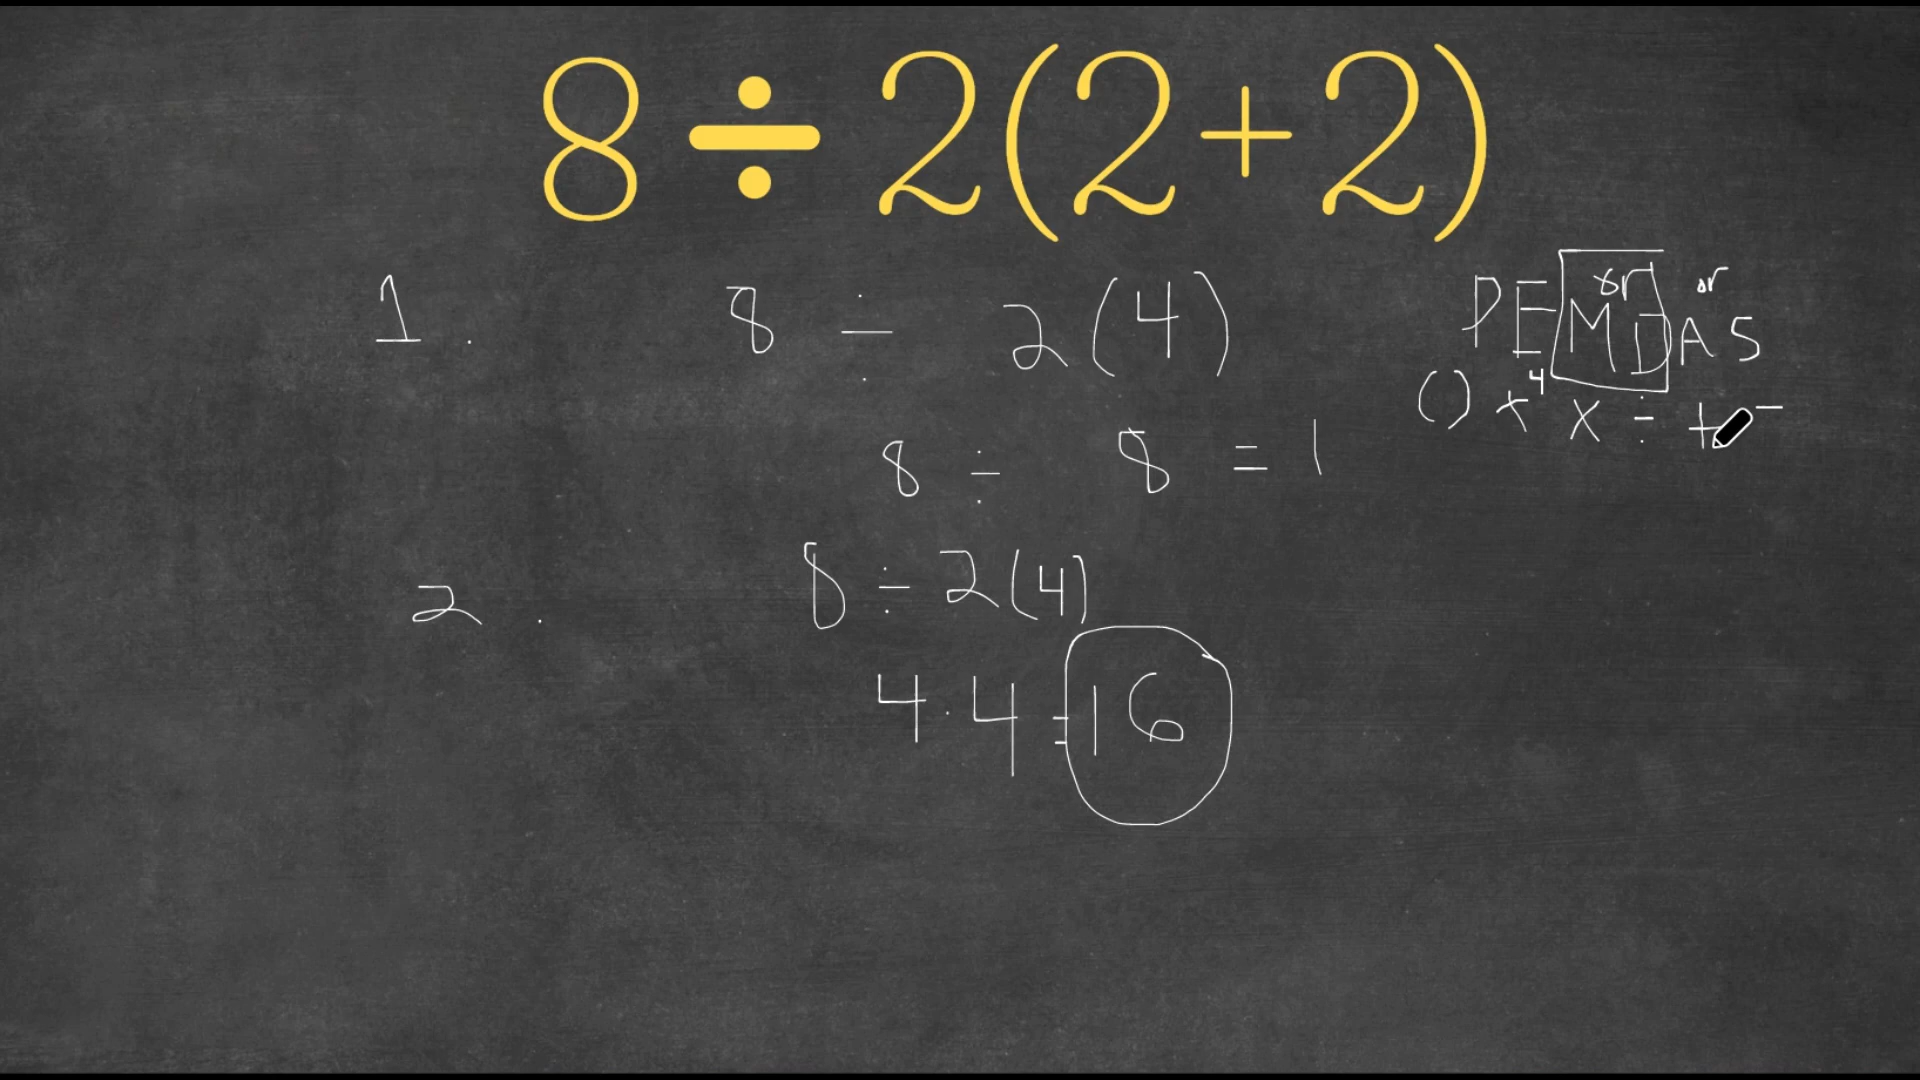 8÷2(2+2)
1. 8 ÷ 2(4)
PEMDAS
or or
() x⁴ x ÷ + -
8 ÷ 8 = 1
2. 8 ÷ 2(4)
4·4=16